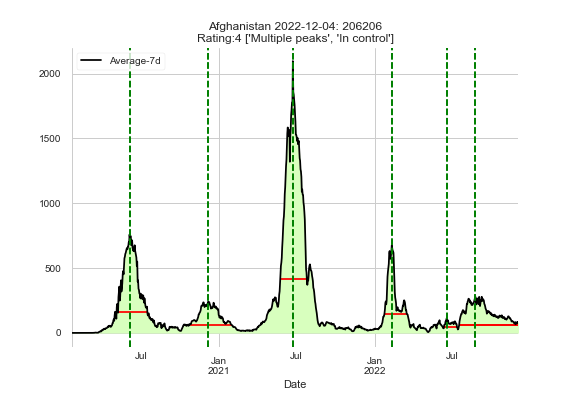 Afghanistan 2022-12-04: 206206
Rating:4 ['Multiple peaks', 'In control']
Average-7d
2000
1500
1000
500
0
Jul
Jan
2021
Jul
Jan
2022
Jul
Date